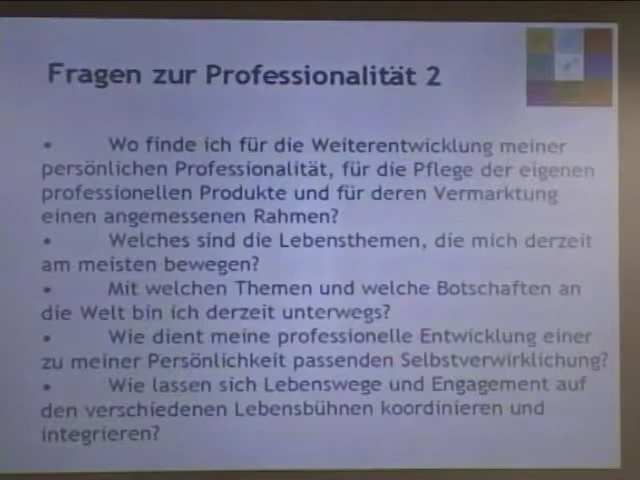 Fragen zur Professionalität 2
• Wo finde ich für die Weiterentwicklung meiner
persönlichen Professionalität, für die Pflege der eigenen
professionellen Produkte und für deren Vermarktung
einen angemessenen Rahmen?
• Welches sind die Lebensthemen, die mich derzeit
am meisten bewegen?
• Mit welchen Themen und welche Botschaften an
die Welt bin ich derzeit unterwegs?
• Wie dient meine professionelle Entwicklung einer
zu meiner Persönlichkeit passenden Selbstverwirklichung?
• Wie lassen sich Lebenswege und Engagement auf
den verschiedenen Lebensbühnen koordinieren und
integrieren?